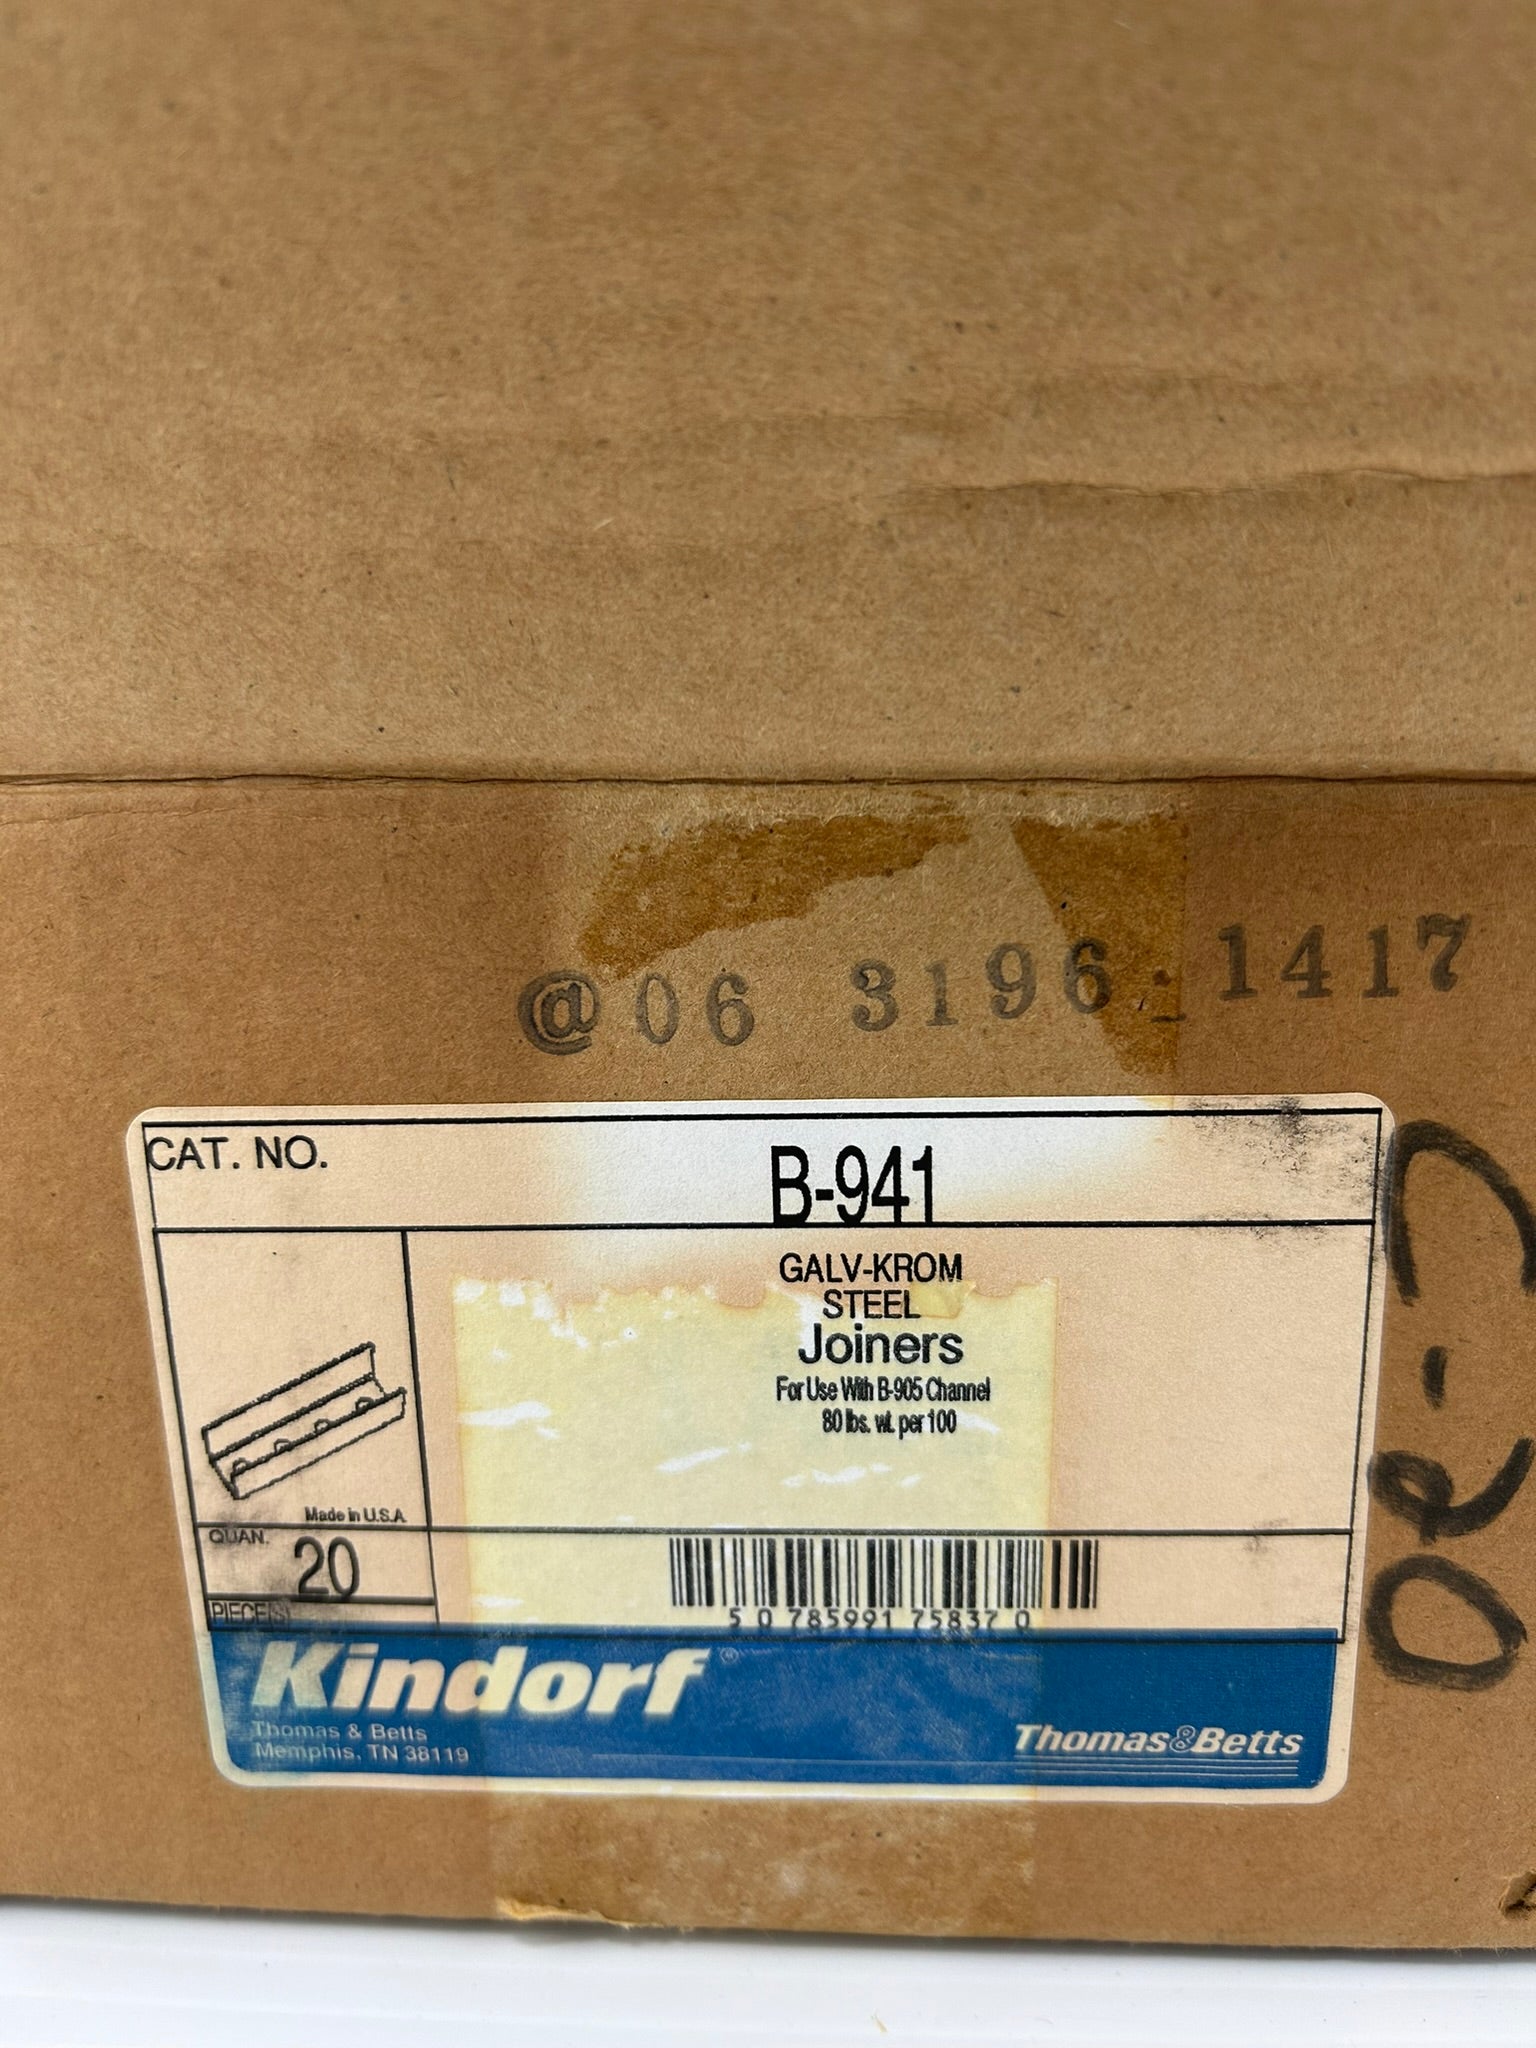 @06 3196 1417
CAT. NO. B-941
GALV-KROM
STEEL
Joiners
For Use With B-905 Channel
80 lbs. wt. per 100
Made in U.S.A.
QUAN. 20
PIECE(S)
5 0 785991 75837 0
Kindorf®
Thomas & Betts
Memphis, TN 38119
Thomas&Betts